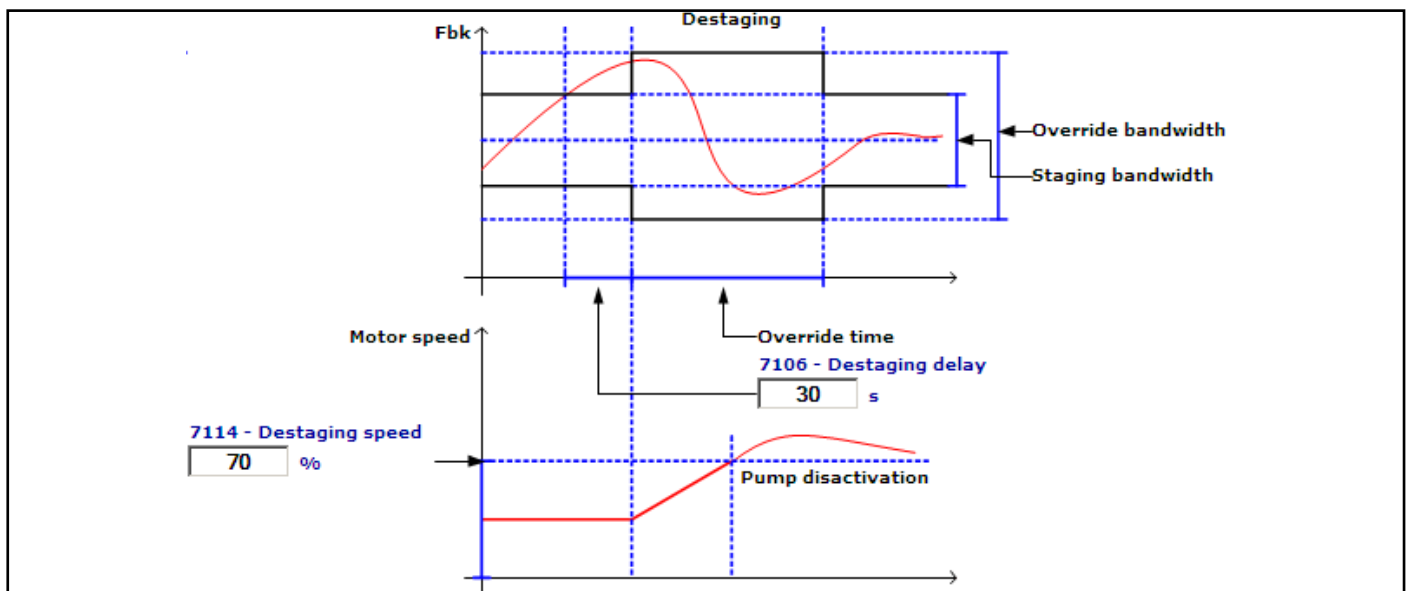 Destaging
Fbk
Override bandwidth
Staging bandwidth
Motor speed
Override time
7106 - Destaging delay
30 s
7114 - Destaging speed
70 %
Pump disactivation